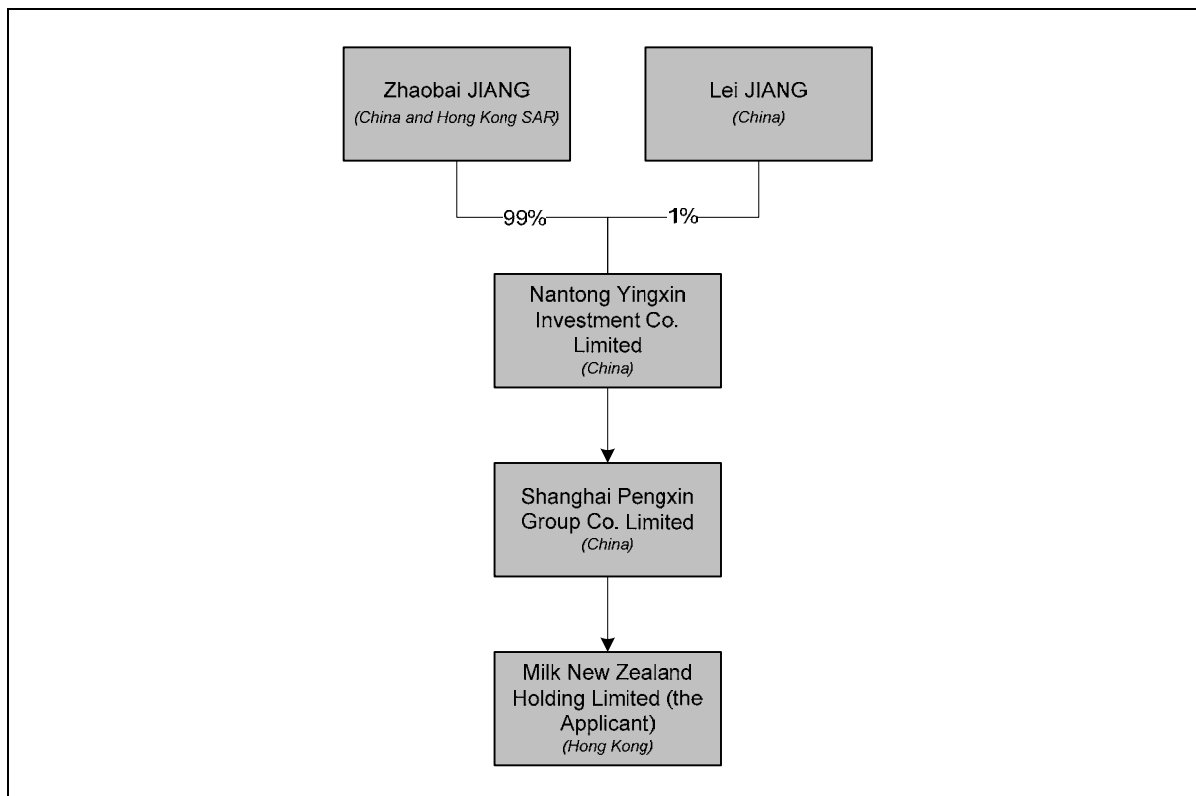 Zhaobai JIANG
(China and Hong Kong SAR)
Lei JIANG
(China)
99%
1%
Nantong Yingxin
Investment Co.
Limited
(China)
Shanghai Pengxin
Group Co. Limited
(China)
Milk New Zealand
Holding Limited (the
Applicant)
(Hong Kong)